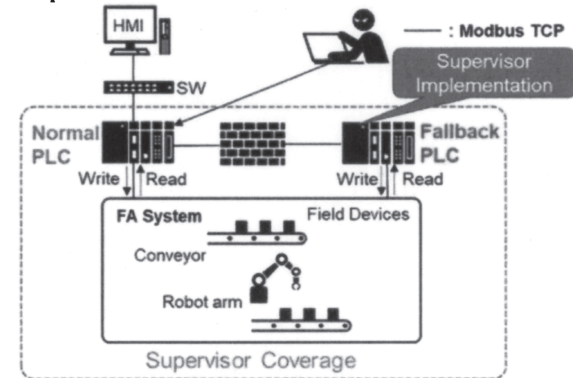 HMI
: Modbus TCP
SW
Supervisor
Implementation
Normal
PLC
Fallback
PLC
Write
Read
Write
Read
FA System
Field Devices
Conveyor
Robot arm
Supervisor Coverage